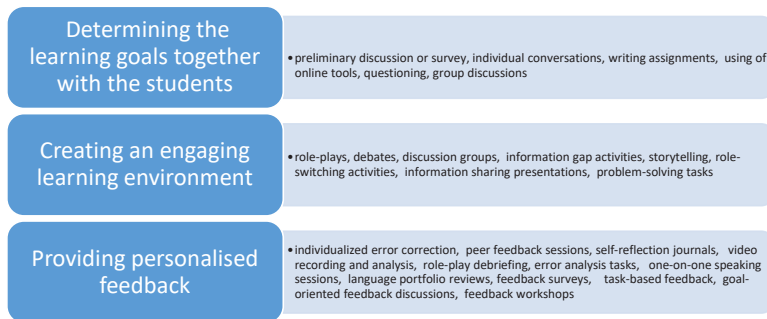 Determining the
learning goals together
with the students
•preliminary discussion or survey, individual conversations, writing assignments, using of
online tools, questioning, group discussions
Creating an engaging
learning environment
•role-plays, debates, discussion groups, information gap activities, storytelling, role-
switching activities, information sharing presentations, problem-solving tasks
Providing personalised
feedback
•individualized error correction, peer feedback sessions, self-reflection journals, video
recording and analysis, role-play debriefing, error analysis tasks, one-on-one speaking
sessions, language portfolio reviews, feedback surveys, task-based feedback, goal-
oriented feedback discussions, feedback workshops